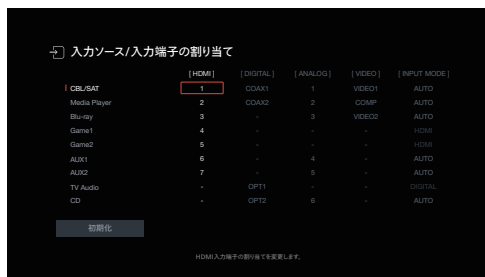 入力ソース/入力端子の割り当て
[ HDMI ] [ DIGITAL ] [ ANALOG ] [ VIDEO ] [ INPUT MODE ]
CBL/SAT 1 COAX1 1 VIDEO1 AUTO
Media Player 2 COAX2 2 COMP AUTO
Blu-ray 3 - 3 VIDEO2 AUTO
Game1 4 - - - HDMI
Game2 5 - - - HDMI
AUX1 6 - 4 - AUTO
AUX2 7 - 5 - AUTO
TV Audio - OPT1 - - DIGITAL
CD - OPT2 6 - AUTO
初期化
HDMI入力端子の割り当てを変更します。